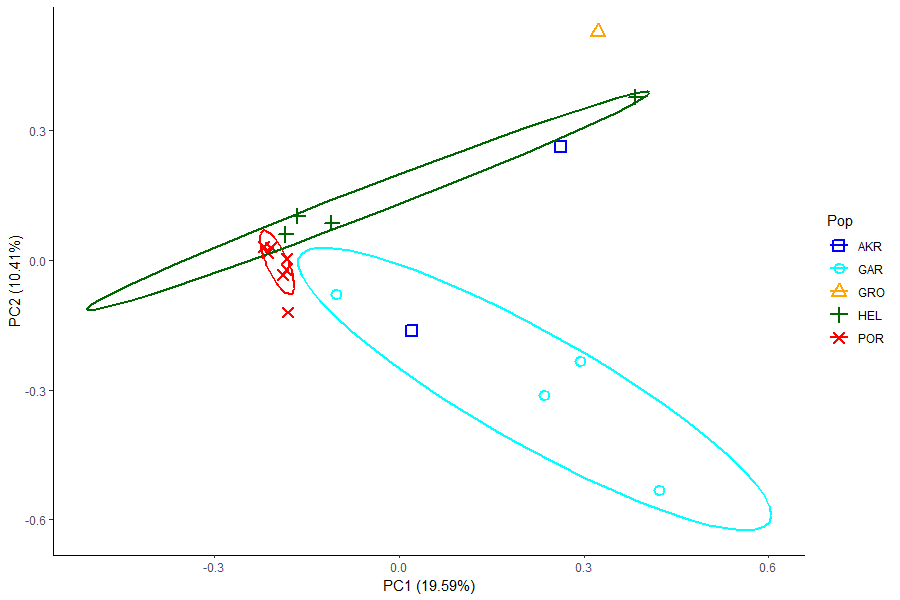 0.3
0.0
-0.3
-0.6
PC2 (10.41%)
-0.3
0.0
0.3
0.6
PC1 (19.59%)
Pop
AKR
GAR
GRO
HEL
POR